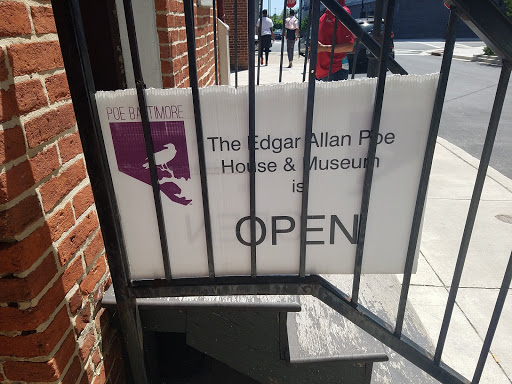 POE BALTIMORE
The Edgar Allan Poe
House & Museum
is
OPEN